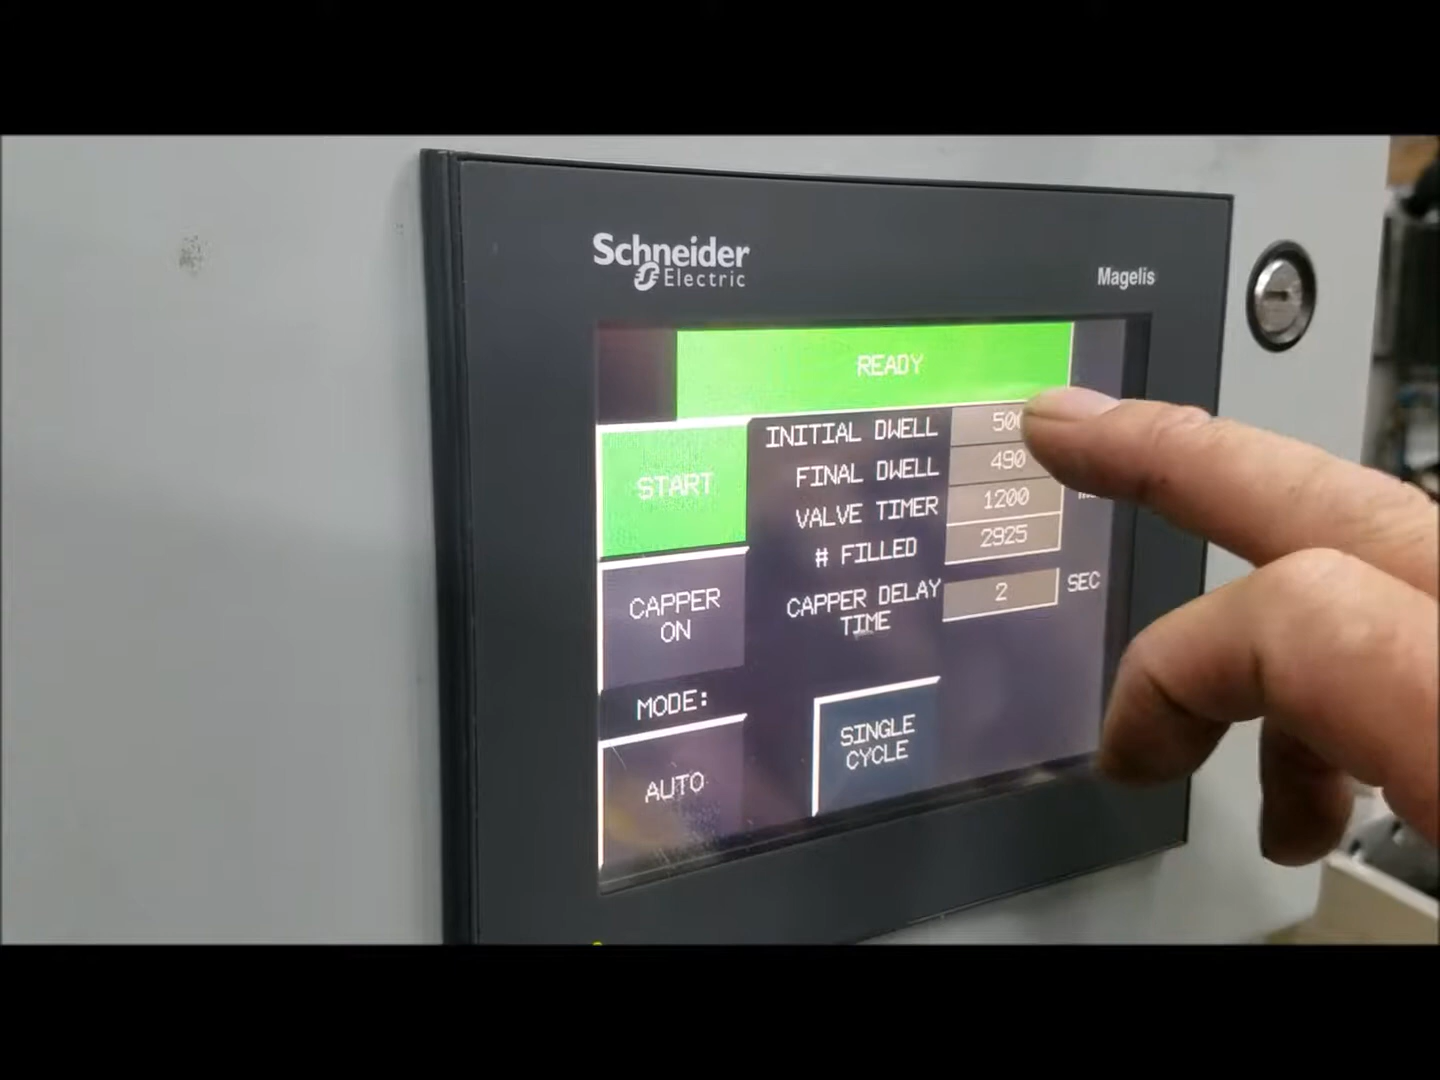 Schneider
Electric
Magelis
READY
START
INITIAL DWELL
FINAL DWELL 490
VALVE TIMER 1200
# FILLED 2925
CAPPER DELAY
TIME 2 SEC
CAPPER
ON
MODE:
AUTO
SINGLE
CYCLE